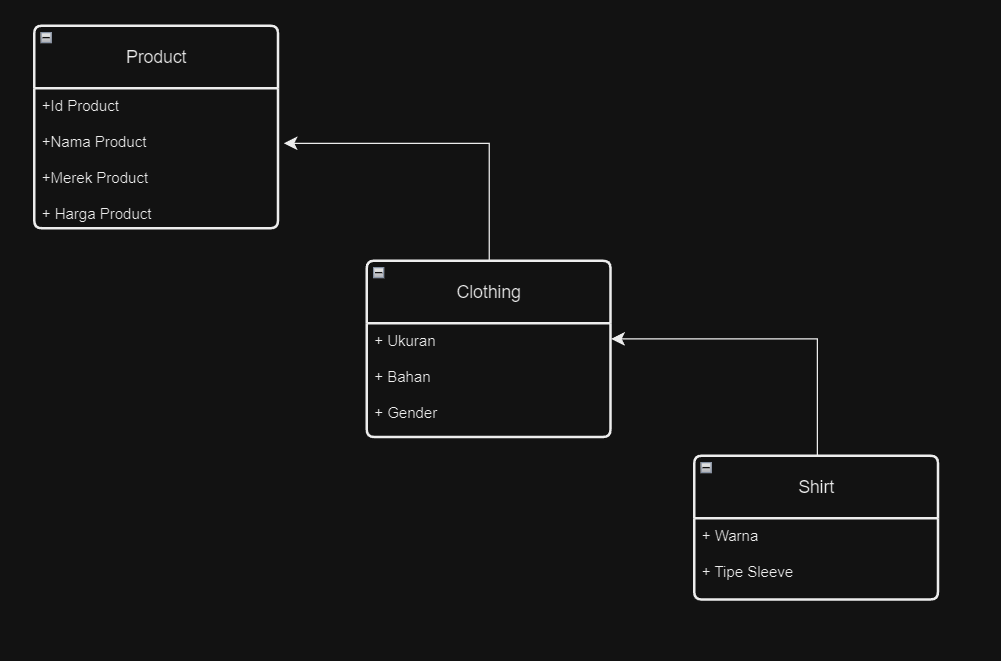 Product
+Id Product
+Nama Product
+Merek Product
+ Harga Product
Clothing
+ Ukuran
+ Bahan
+ Gender
Shirt
+ Warna
+ Tipe Sleeve